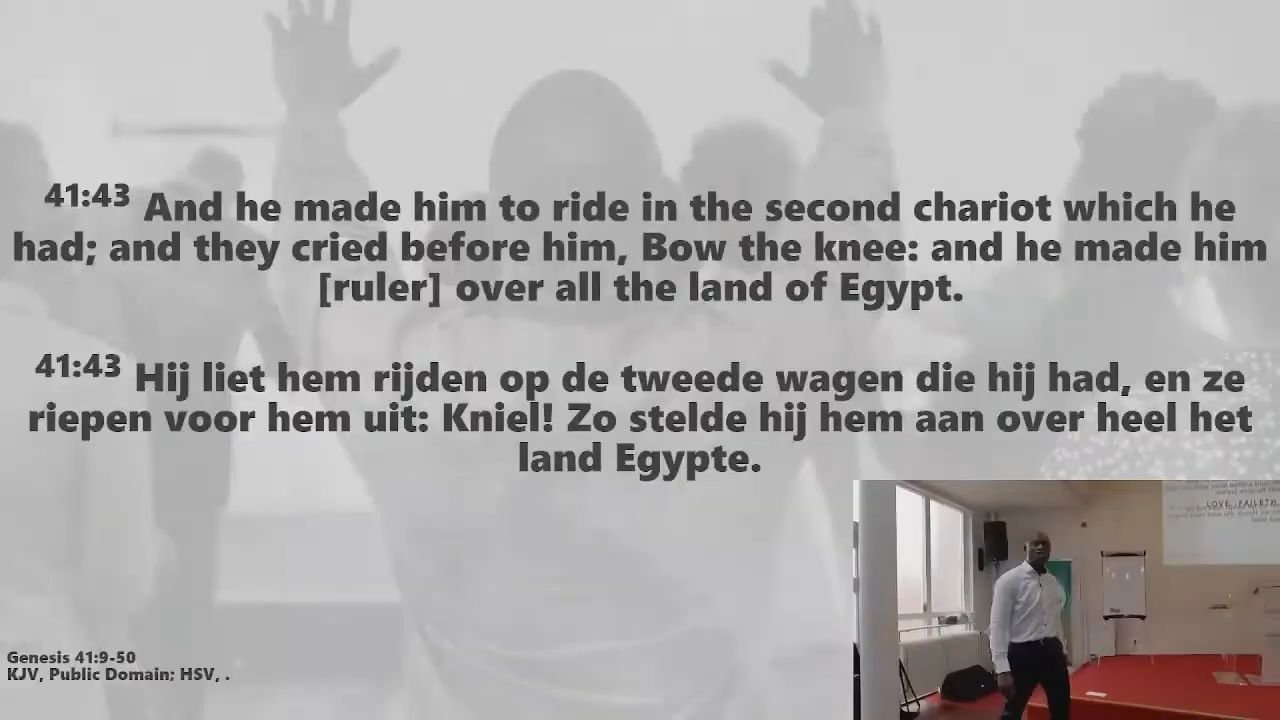 41:43 And he made him to ride in the second chariot which he
had; and they cried before him, Bow the knee: and he made him
[ruler] over all the land of Egypt.
41:43 Hij liet hem rijden op de tweede wagen die hij had, en ze
riepen voor hem uit: Kniel! Zo stelde hij hem aan over heel het
land Egypte.
Genesis 41:9-50
KJV, Public Domain; HSV, .
LOVE FAILETH